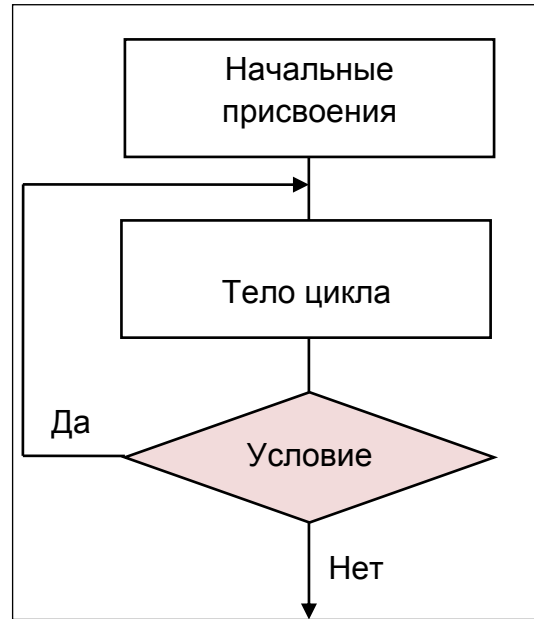 Начальные
присвоения
Тело цикла
Да
Условие
Нет